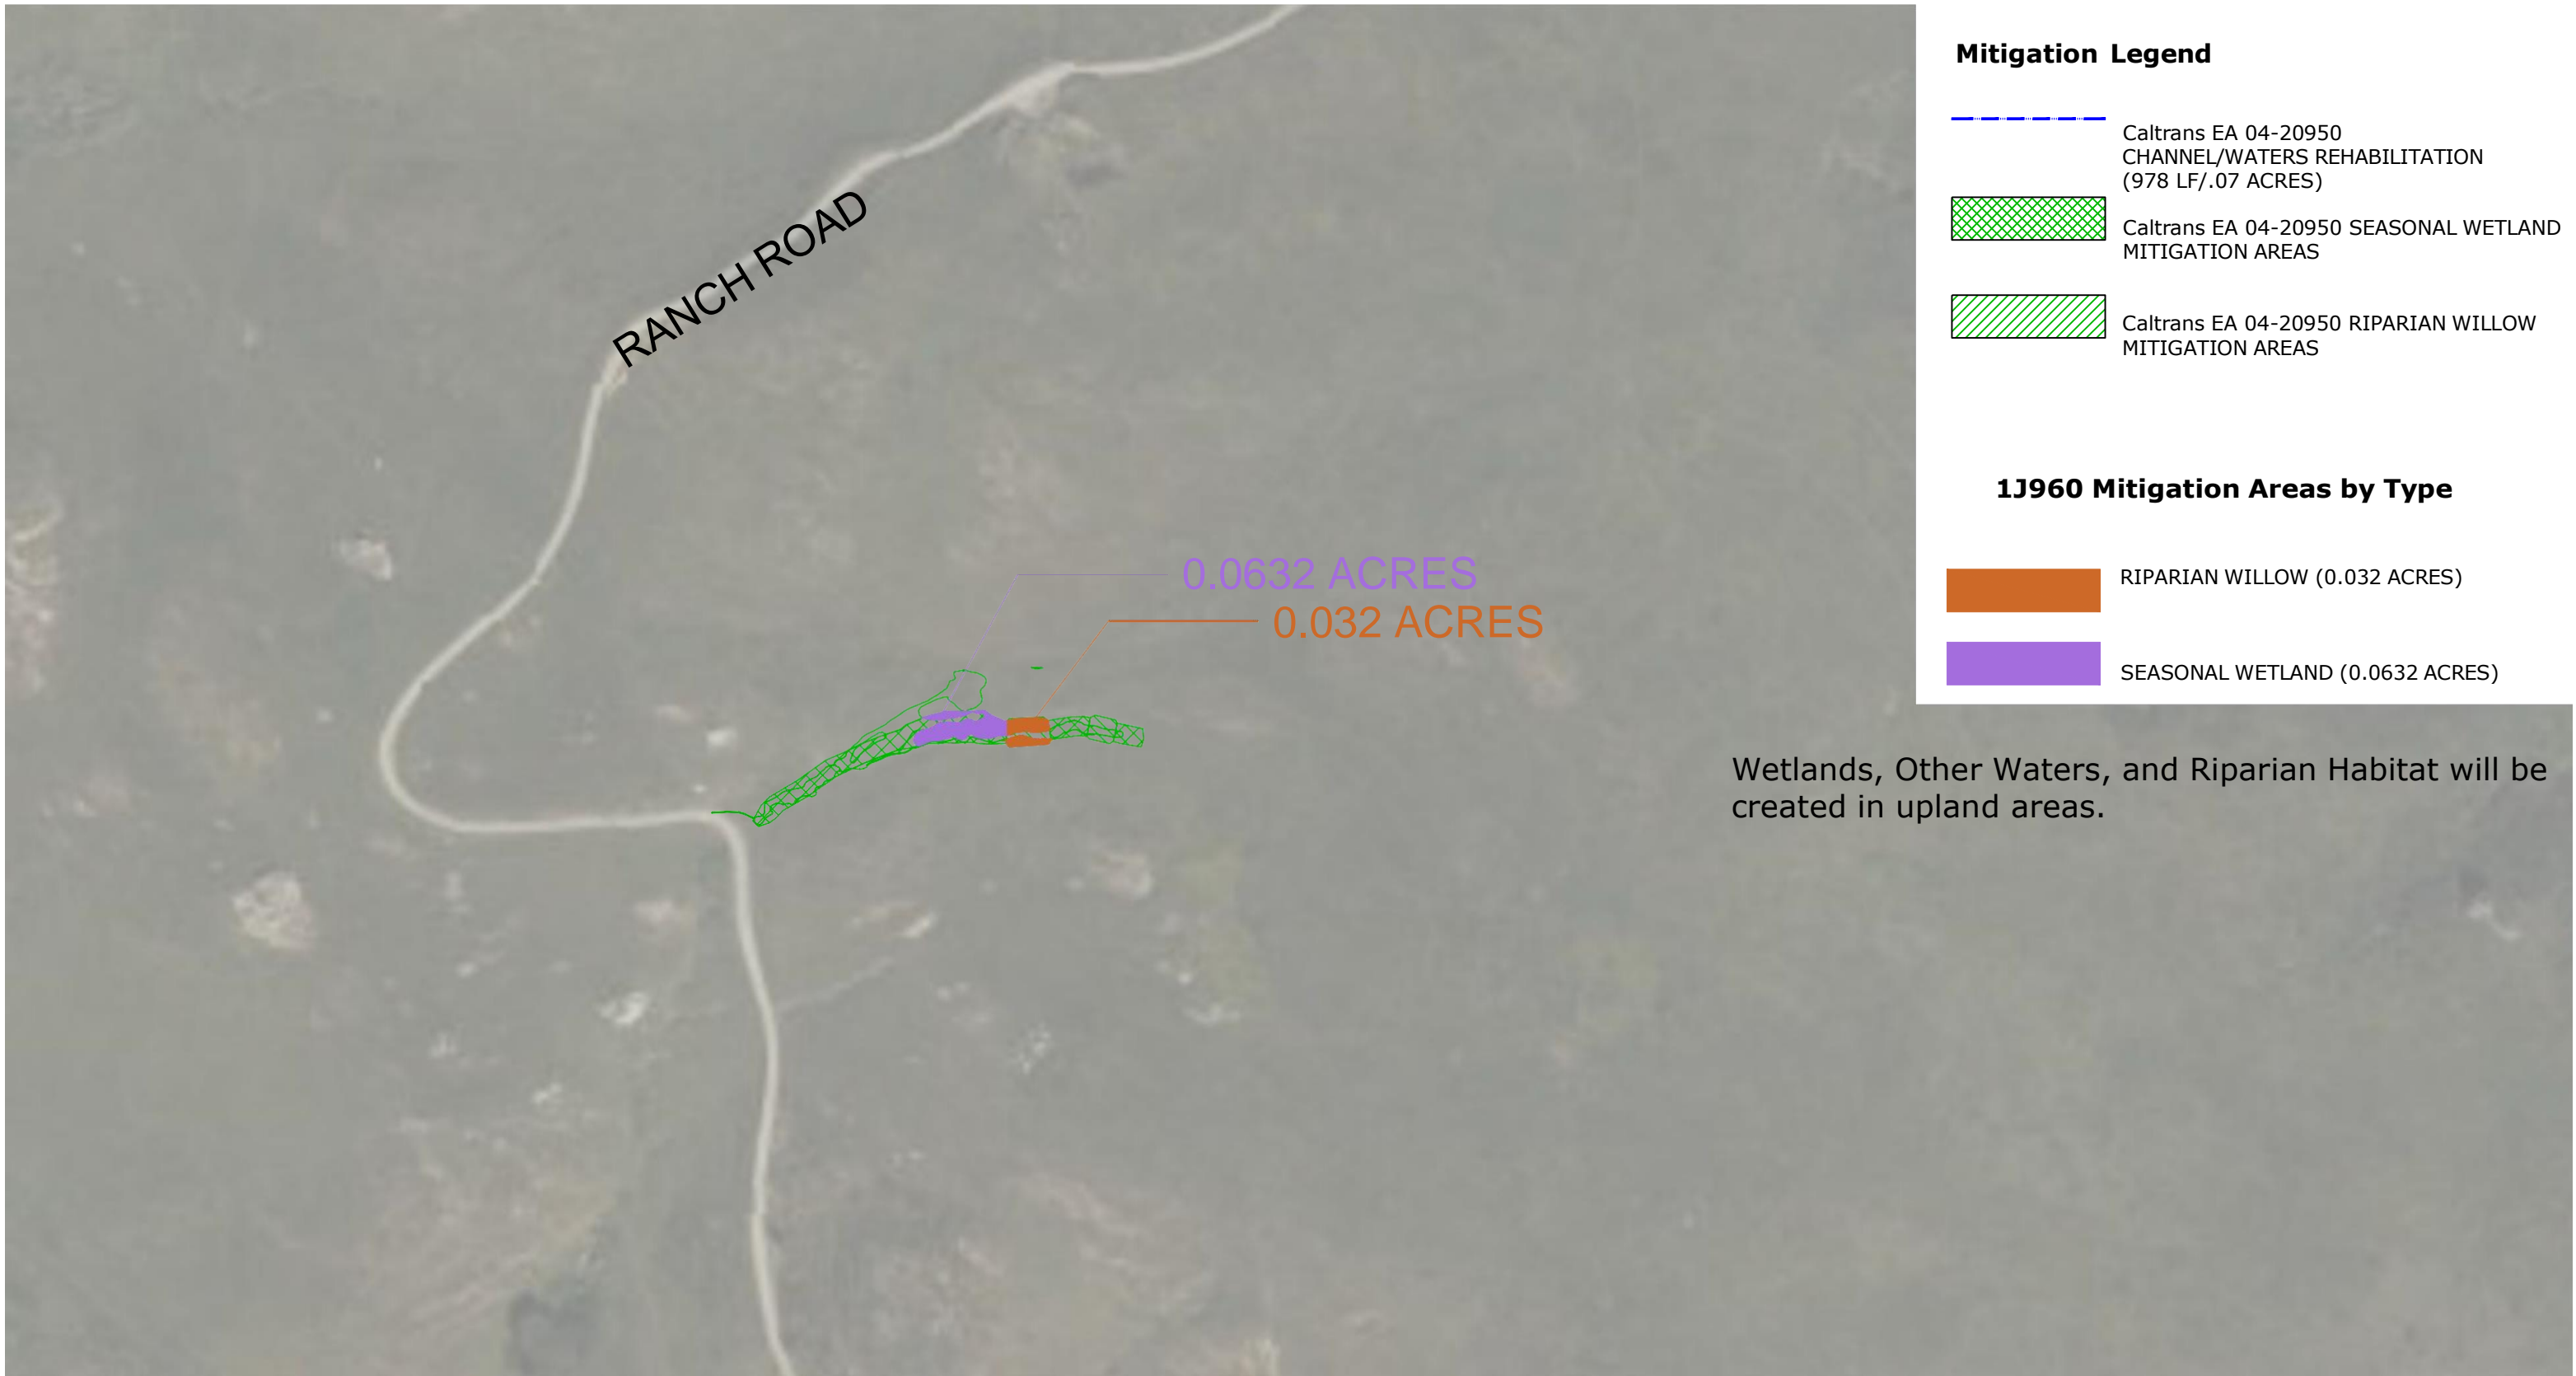 Mitigation Legend
Caltrans EA 04-20950
CHANNEL/WATERS REHABILITATION
(978 LF/.07 ACRES)
Caltrans EA 04-20950 SEASONAL WETLAND
MITIGATION AREAS
Caltrans EA 04-20950 RIPARIAN WILLOW
MITIGATION AREAS
1J960 Mitigation Areas by Type
RIPARIAN WILLOW (0.032 ACRES)
SEASONAL WETLAND (0.0632 ACRES)
RANCH ROAD
0.0632 ACRES
0.032 ACRES
Wetlands, Other Waters, and Riparian Habitat will be
created in upland areas.